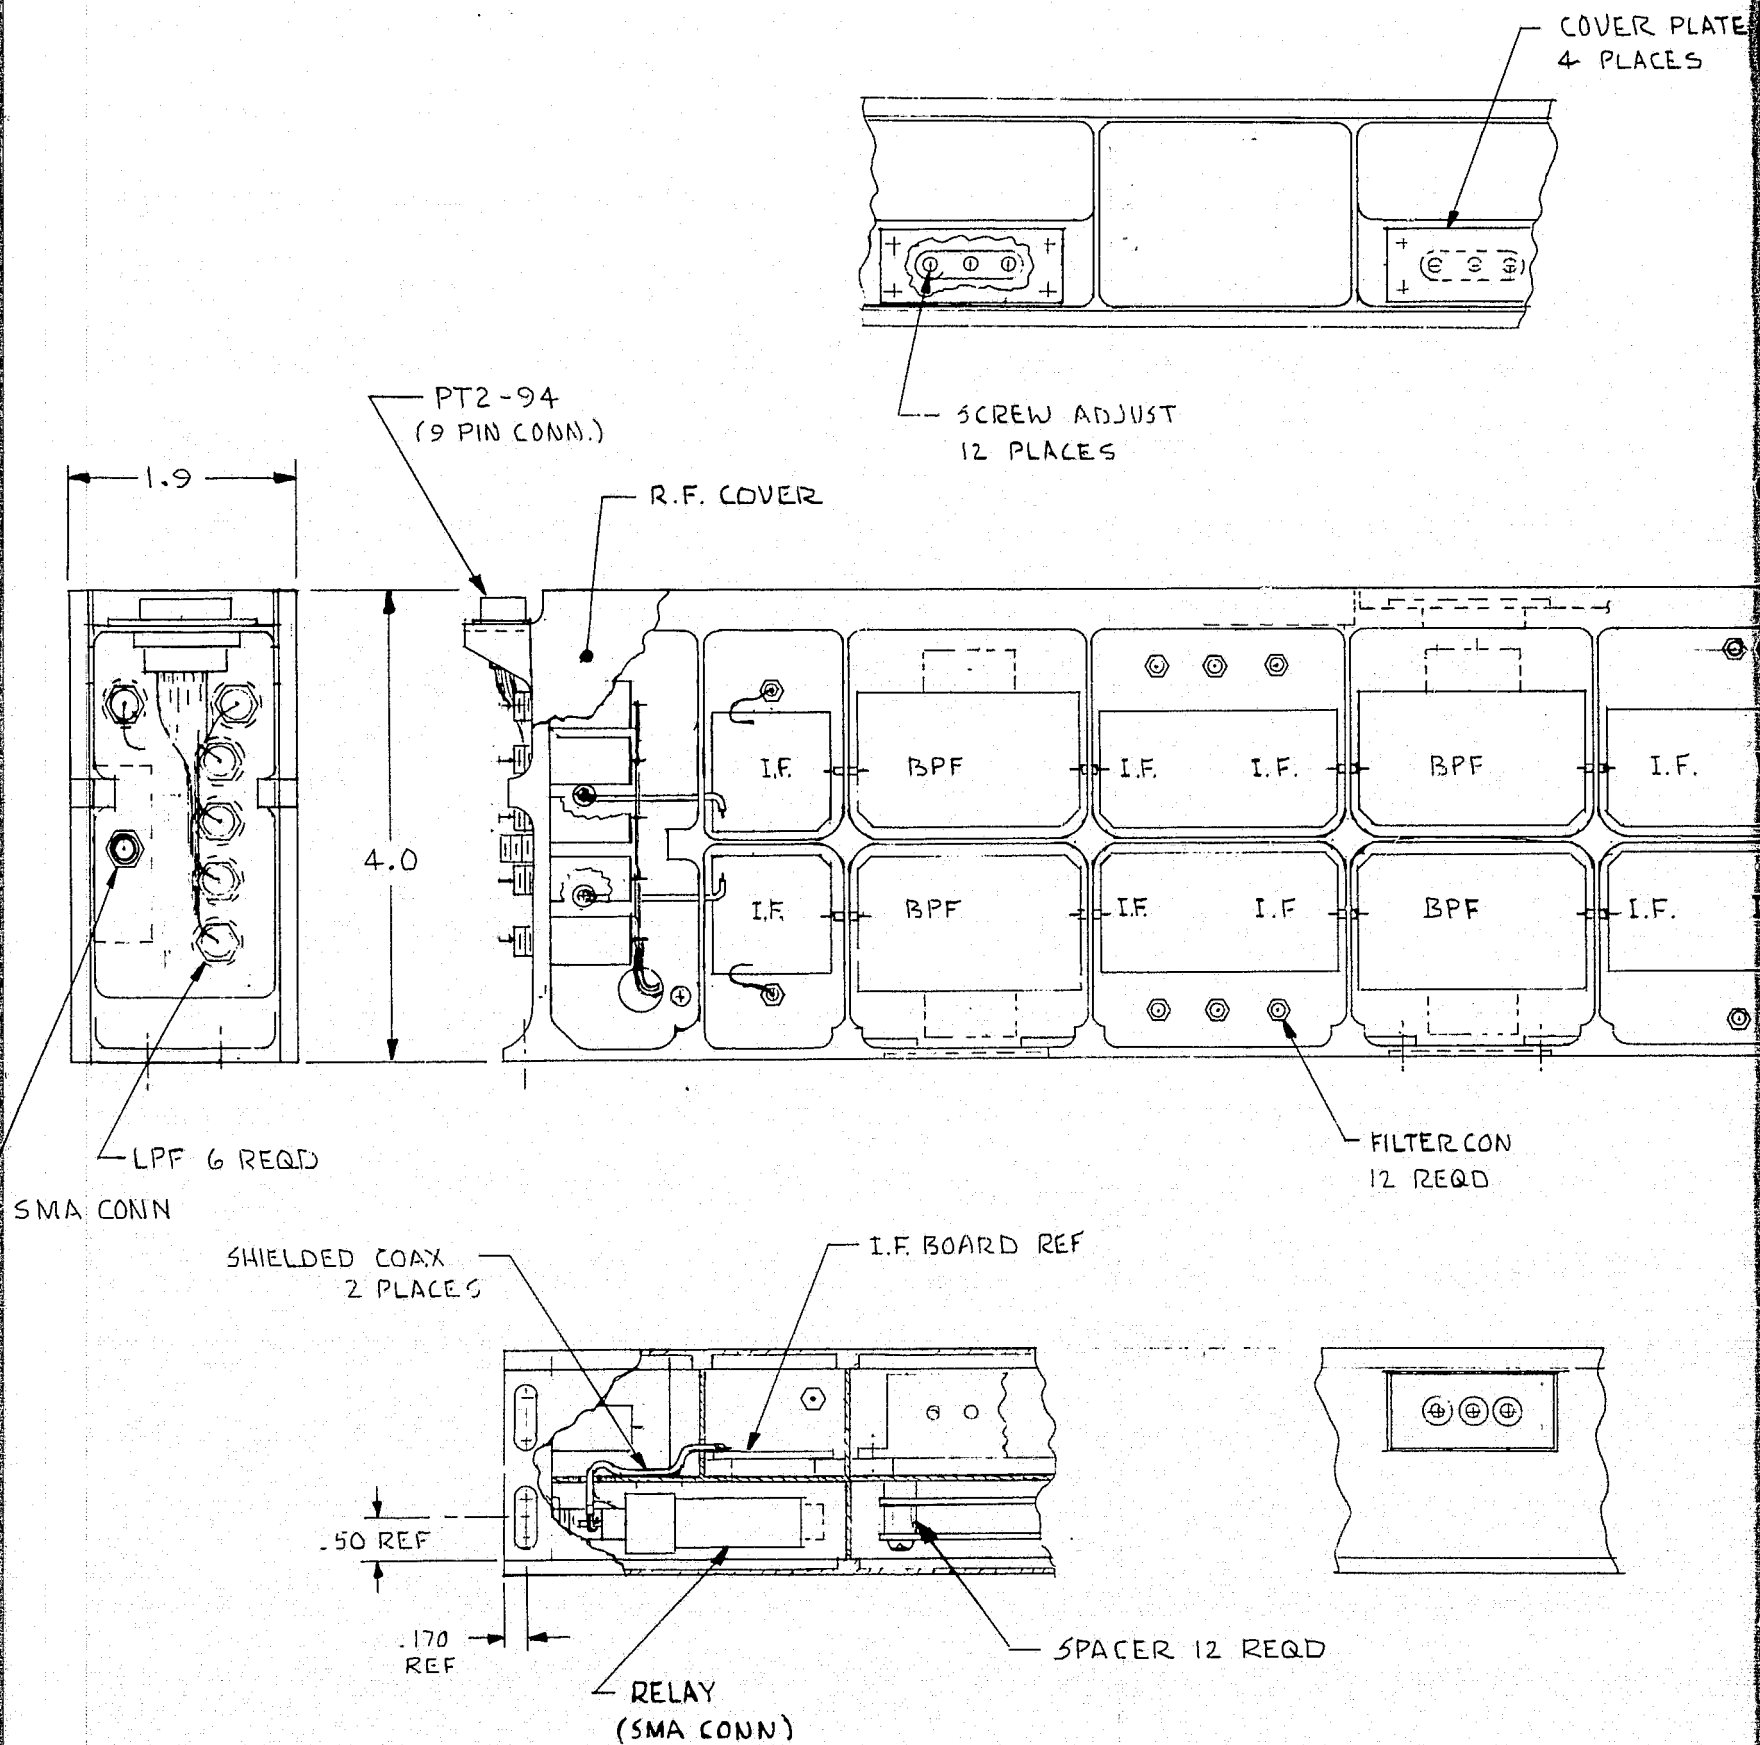 COVER PLATE
4 PLACES
SCREW ADJUST
12 PLACES
PT2-94
(9 PIN CONN.)
1.9
R.F. COVER
4.0
I.F.
BPF
I.F.
I.F.
BPF
I.F.
I.F.
BPF
I.F.
I.F
BPF
I.F.
LPF 6 REQD
SMA CONN
FILTERCON
12 REQD
SHIELDED COAX
2 PLACES
I.F. BOARD REF
.50 REF
.170
REF
SPACER 12 REQD
RELAY
(SMA CONN)